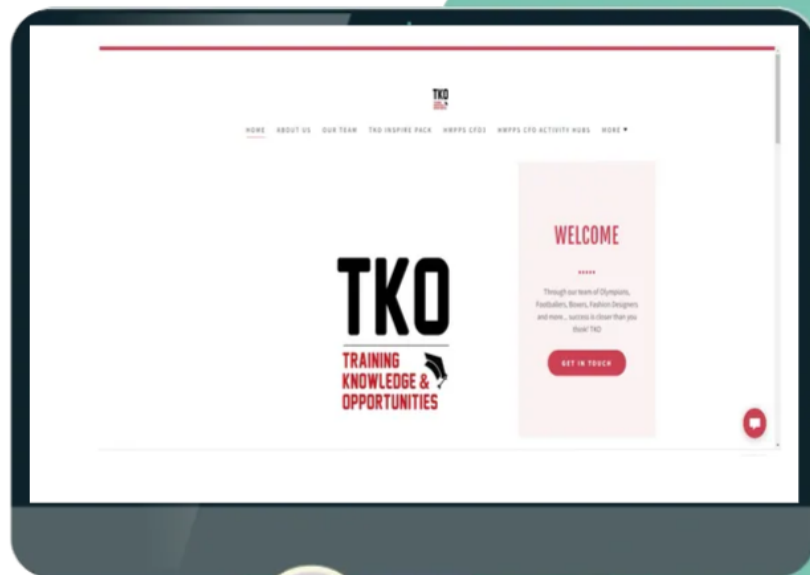 TKO
HOME ABOUT US OUR TEAM TKO INSPIRE PACK HMPPS CFO3 HMPPS CFO ACTIVITY HUBS MORE
WELCOME
Through our team of Olympians,
Footballers, Boxers, Fashion Designers
and more... success is closer than you
think! TKO
GET IN TOUCH
TKO
TRAINING
KNOWLEDGE &
OPPORTUNITIES